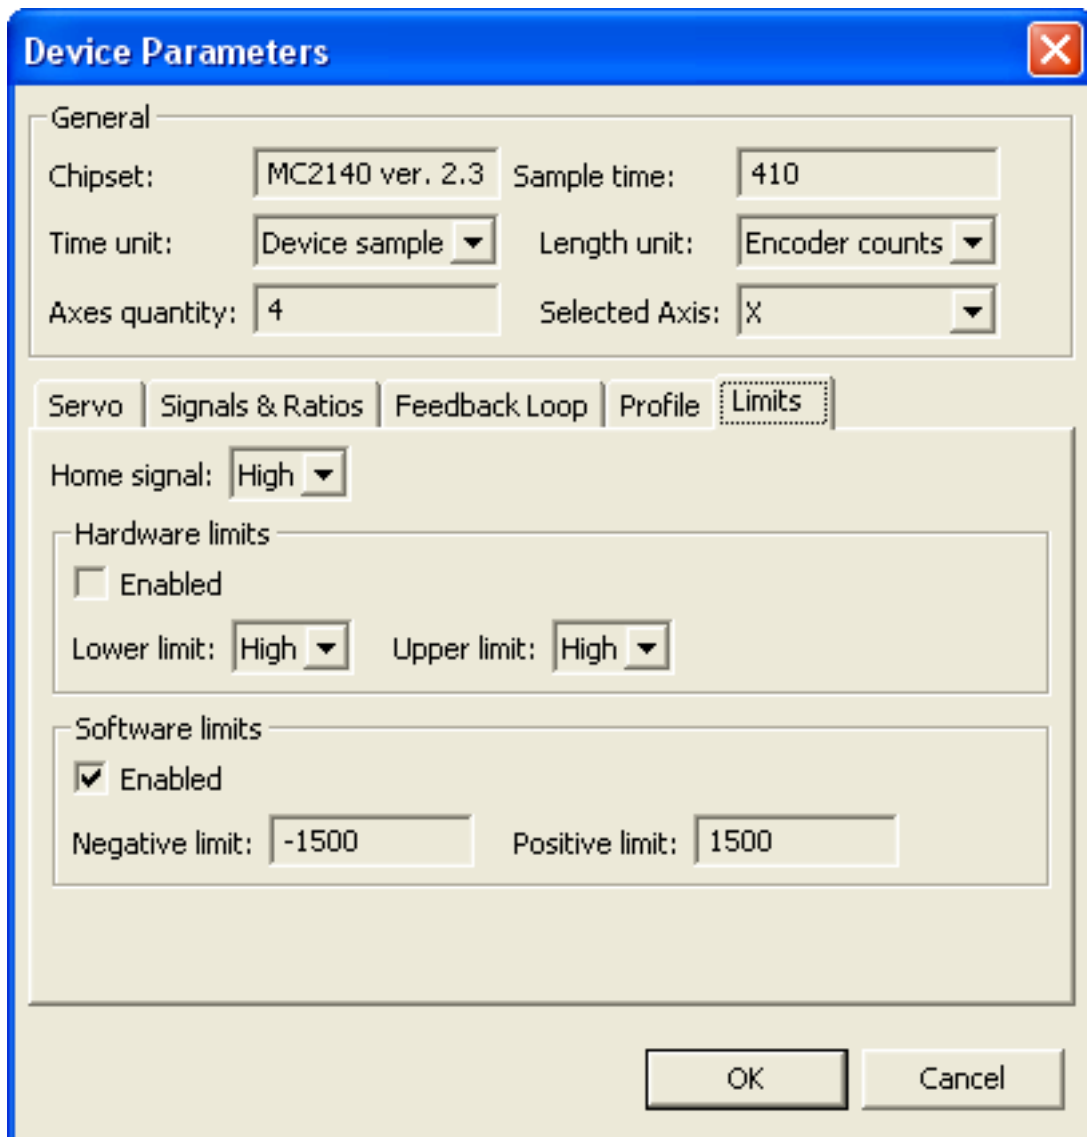 Device Parameters
General
Chipset: MC2140 ver. 2.3 Sample time: 410
Time unit: Device sample Length unit: Encoder counts
Axes quantity: 4 Selected Axis: X
Servo Signals & Ratios Feedback Loop Profile Limits
Home signal: High
Hardware limits
Enabled
Lower limit: High Upper limit: High
Software limits
Enabled
Negative limit: -1500 Positive limit: 1500
OK Cancel